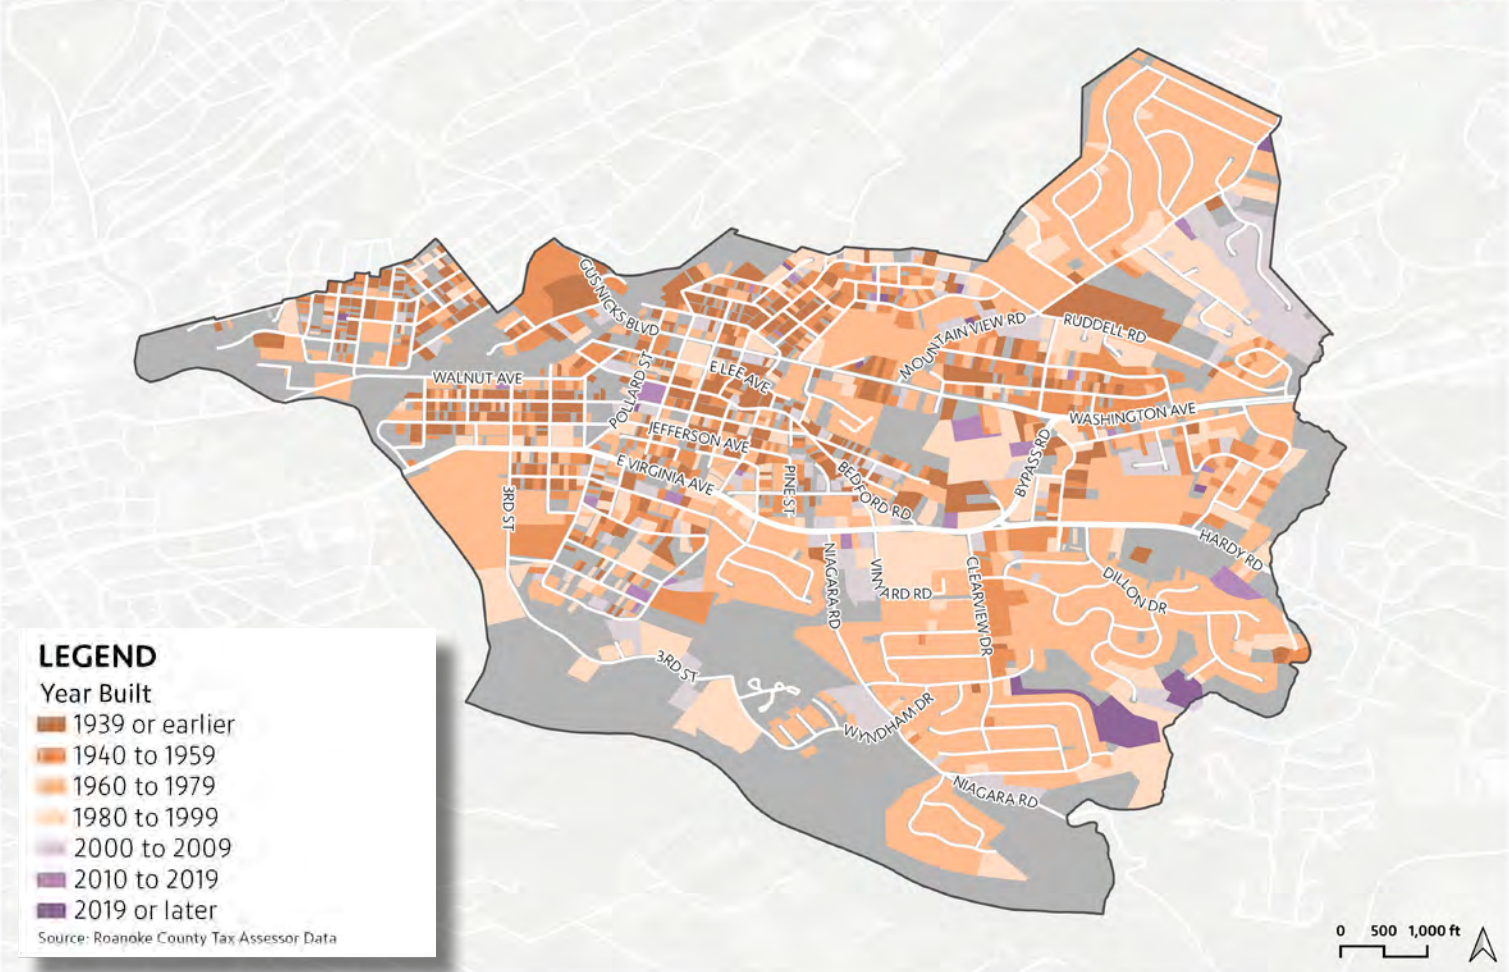 GUS NICKS BLVD
MOUNTAIN VIEW RD
RUDDELL RD
WALNUT AVE
POLLARD ST
E LEE AVE
WASHINGTON AVE
JEFFERSON AVE
E VIRGINIA AVE
PINE ST
BEDFORD RD
BYPASS RD
3RD ST
HARDY RD
NIAGARA RD
VINYARD RD
CLEARVIEW DR
DILLON DR
3RD ST
WYNDHAM DR
NIAGARA RD
LEGEND
Year Built
1939 or earlier
1940 to 1959
1960 to 1979
1980 to 1999
2000 to 2009
2010 to 2019
2019 or later
Source: Roanoke County Tax Assessor Data
0 500 1,000 ft